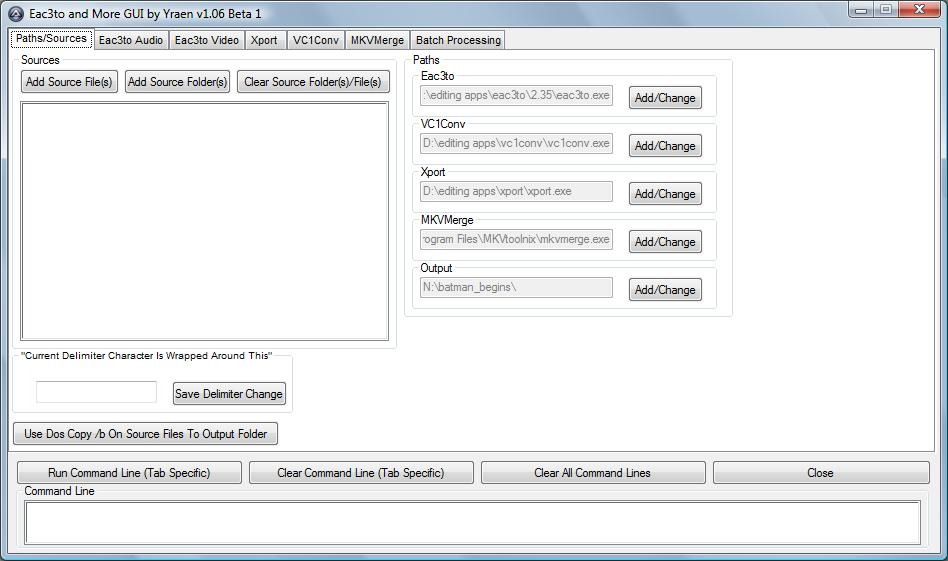 Eac3to and More GUI by Yraen v1.06 Beta 1
Paths/Sources Eac3to Audio Eac3to Video Xport VC1Conv MKVMerge Batch Processing
Sources
Add Source File(s) Add Source Folder(s) Clear Source Folder(s)/File(s)
Paths
Eac3to
:\editing apps\eac3to\2.35\eac3to.exe Add/Change
VC1Conv
D:\editing apps\vc1conv\vc1conv.exe Add/Change
Xport
D:\editing apps\xport\xport.exe Add/Change
MKVMerge
rogram Files\MKVtoolnix\mkvmerge.exe Add/Change
Output
N:\batman_begins\ Add/Change
"Current Delimiter Character Is Wrapped Around This"
Save Delimiter Change
Use Dos Copy /b On Source Files To Output Folder
Run Command Line (Tab Specific) Clear Command Line (Tab Specific) Clear All Command Lines Close
Command Line